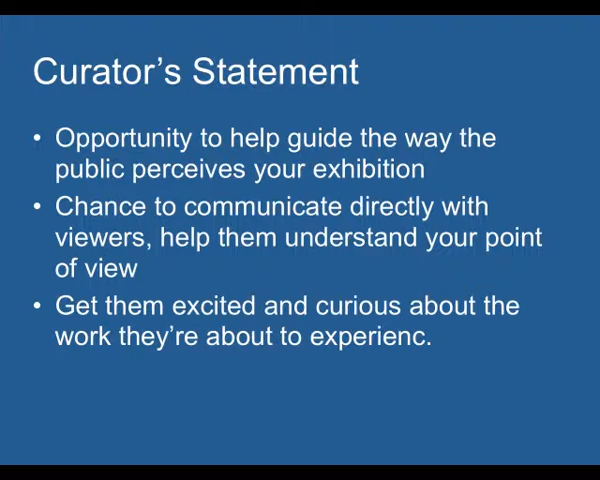 Curator’s Statement
• Opportunity to help guide the way the
public perceives your exhibition
• Chance to communicate directly with
viewers, help them understand your point
of view
• Get them excited and curious about the
work they’re about to experienc.